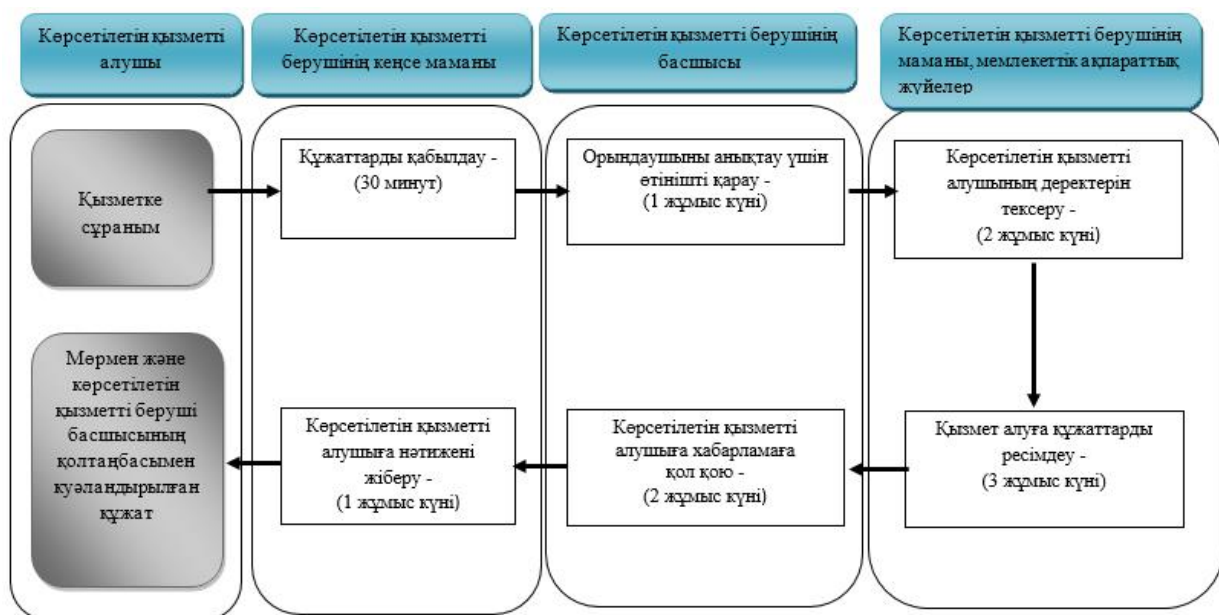 Көрсетілетін қызметті
алушы
Көрсетілетін қызметті
берушінің кеңсе маманы
Көрсетілетін қызметті берушінің
басшысы
Көрсетілетін қызметті берушінің
маманы, мемлекеттік ақпараттық
жүйелер
Қызметке
сұраным
Құжаттарды қабылдау -
(30 минут)
Орындаушыны анықтау үшін
өтінішті қарау -
(1 жұмыс күні)
Көрсетілетін қызметті
алушының деректерін
тексеру -
(2 жұмыс күні)
Мөрмен және
көрсетілетін
қызметті беруші
басшысының
қолтаңбасымен
куәландырылған
құжат
Көрсетілетін қызметті
алушыға нәтижені
жіберу -
(1 жұмыс күні)
Көрсетілетін қызметті
алушыға хабарламаға
қол қою -
(2 жұмыс күні)
Қызмет алуға құжаттарды
ресімдеу -
(3 жұмыс күні)